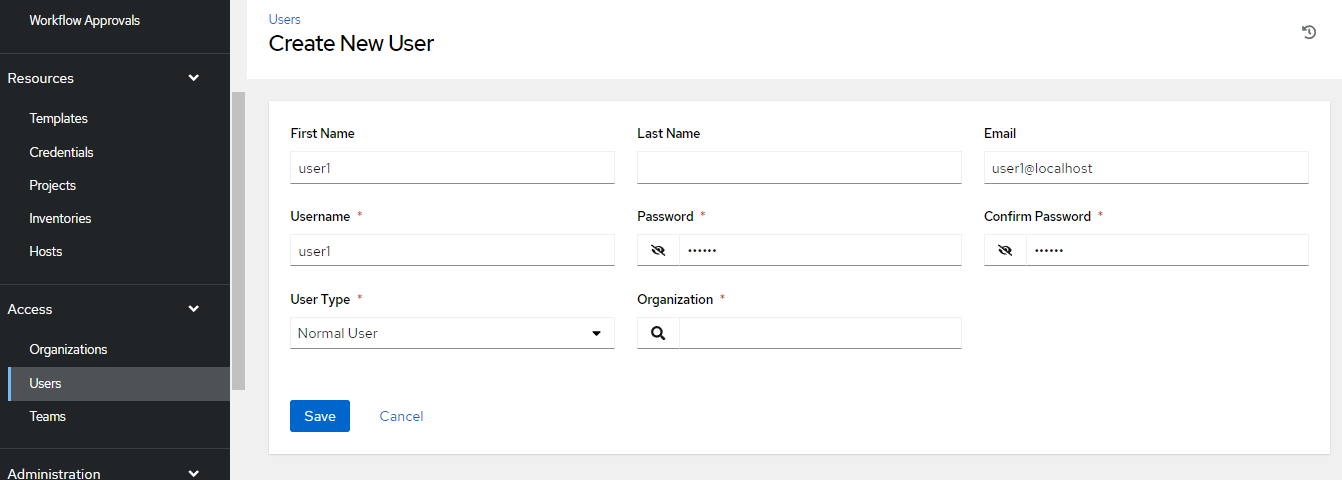 Workflow Approvals
Resources
Templates
Credentials
Projects
Inventories
Hosts
Access
Organizations
Users
Teams
Administration
Users
Create New User
First Name
Last Name
Email
user1
user1@localhost
Username *
Password *
Confirm Password *
user1
••••••
••••••
User Type *
Organization *
Normal User
Save
Cancel